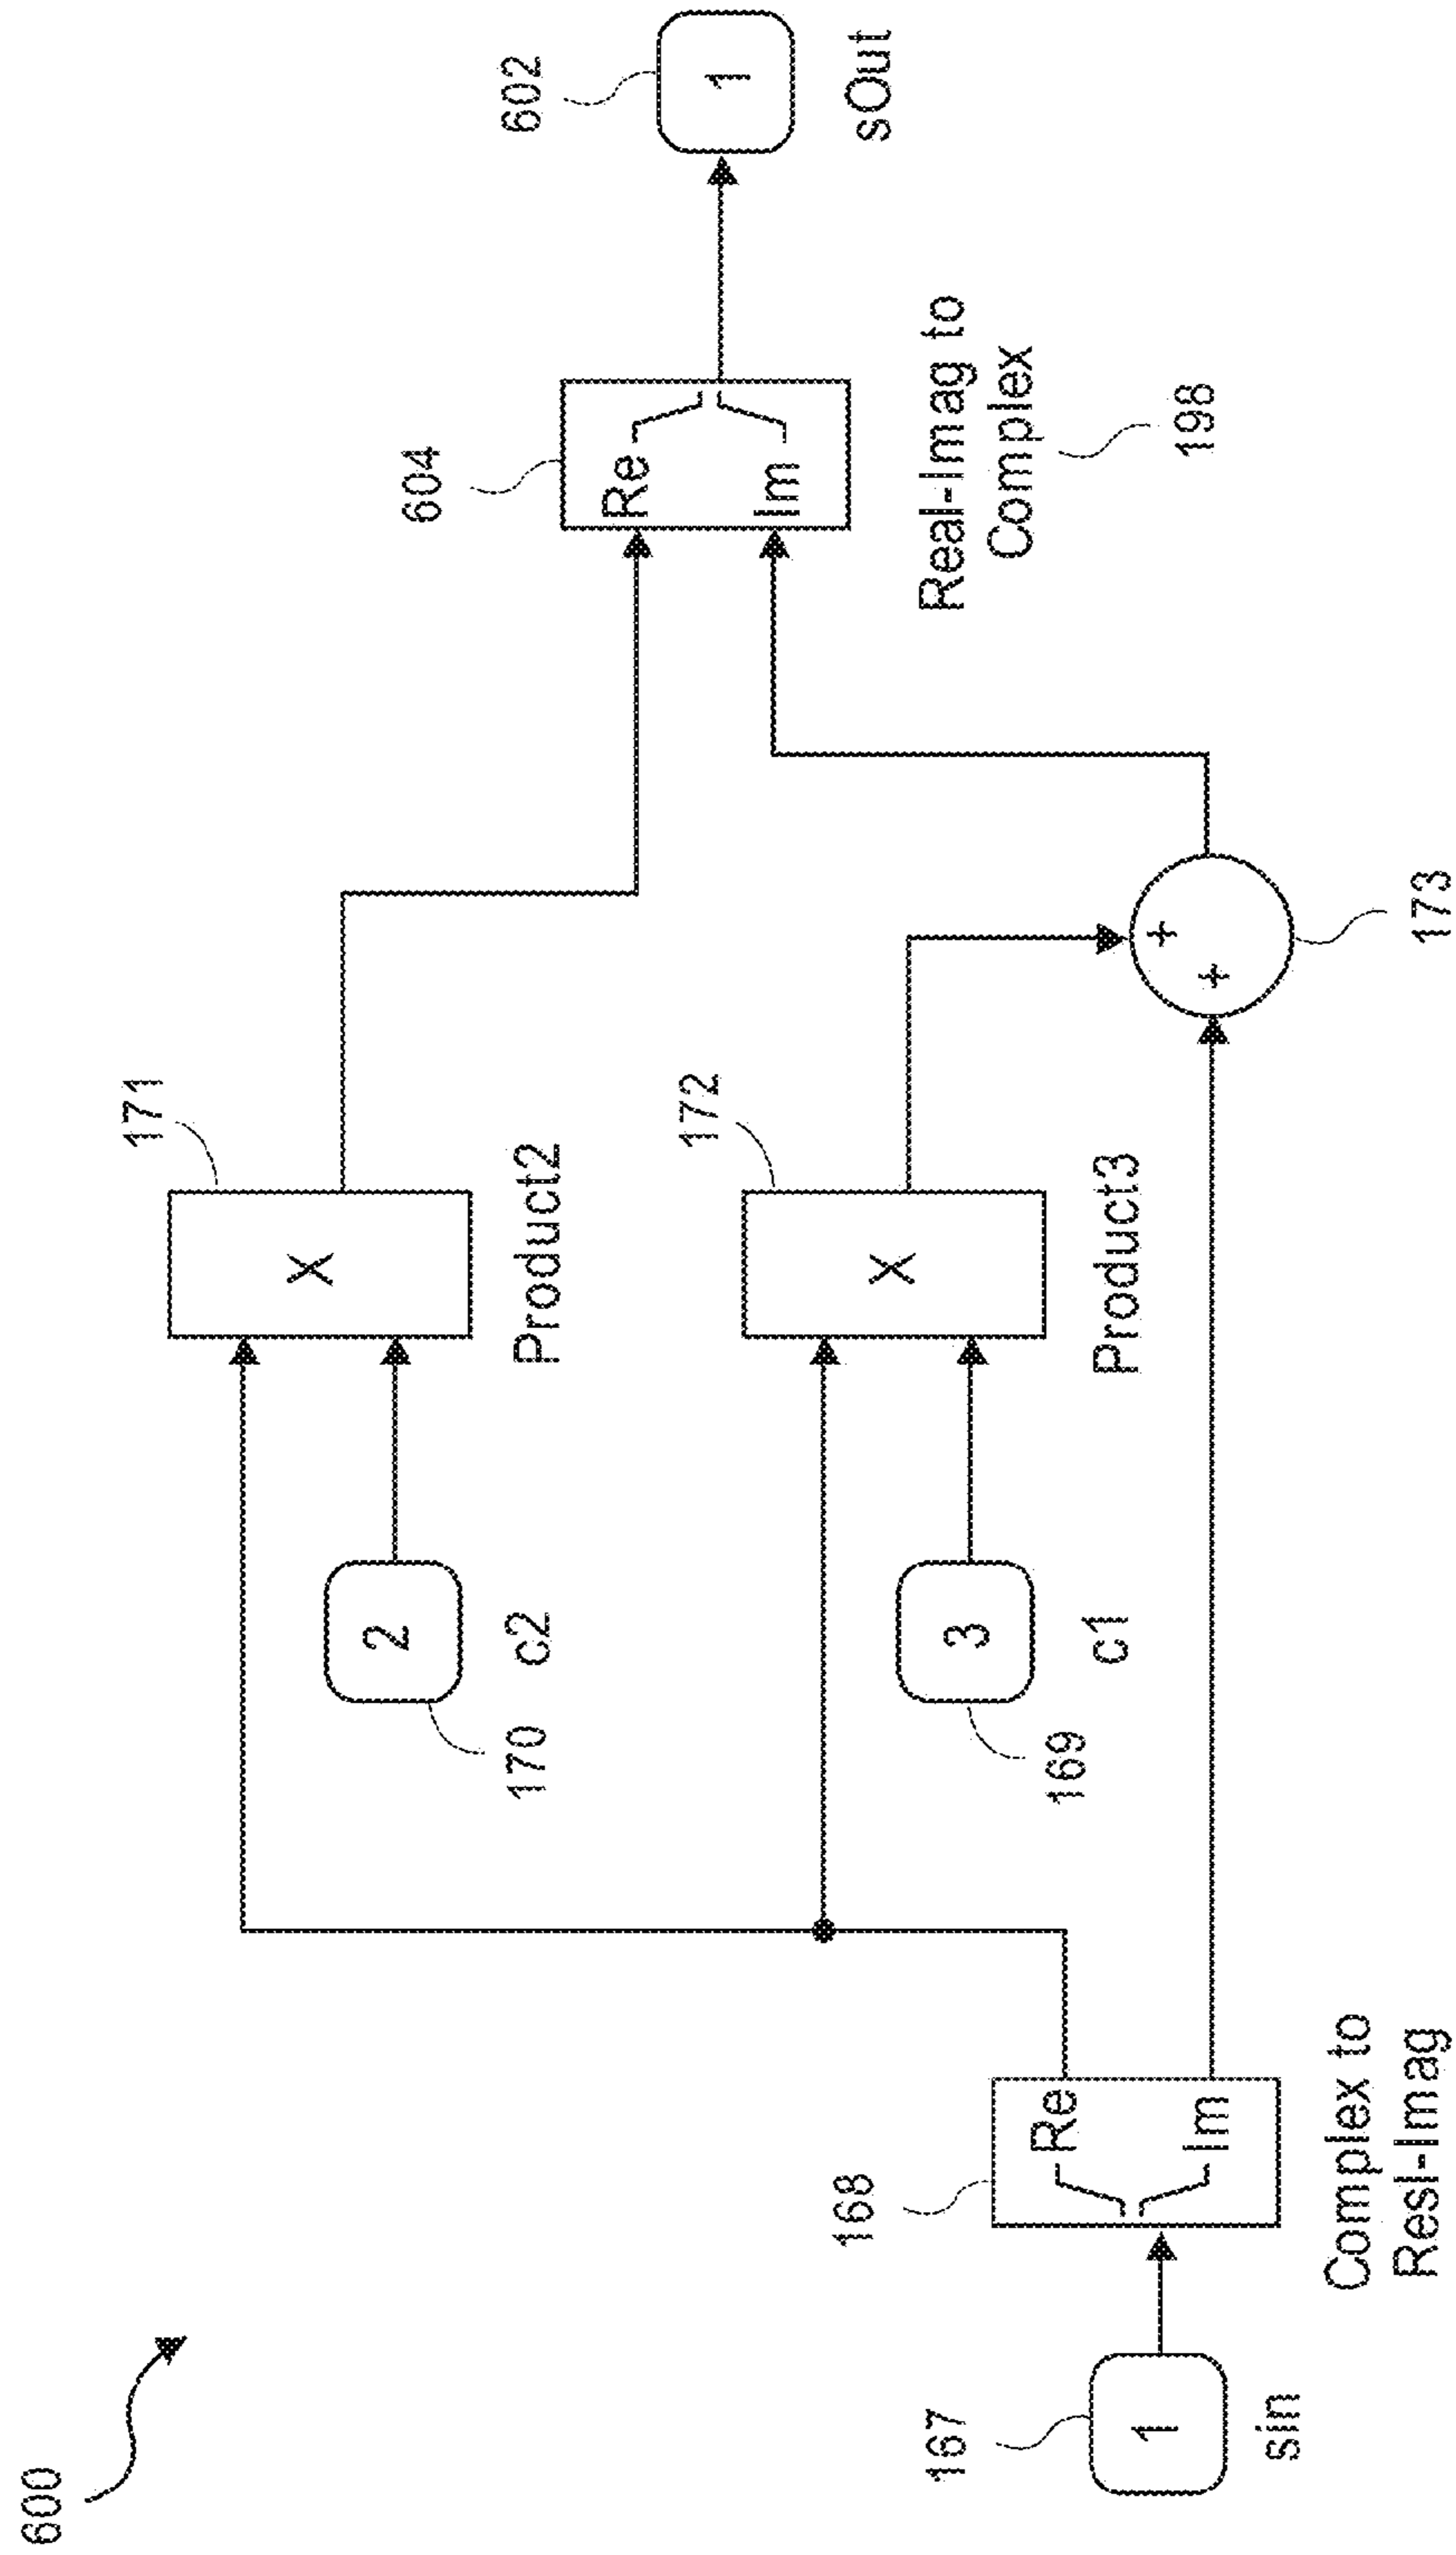 600
171
X
Product2
2
c2
170
604
Re
Im
602
1
sOut
Real-Imag to
Complex
198
172
X
Product3
3
c1
169
+
+
173
168
Re
Im
Complex to
Resl-Imag
167
1
sin